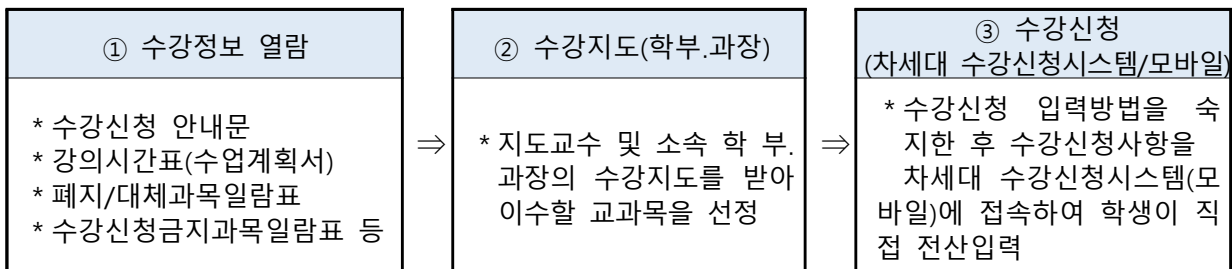 ① 수강정보 열람
* 수강신청 안내문
* 강의시간표(수업계획서)
* 폐지/대체과목일람표
* 수강신청금지과목일람표 등
⇒
② 수강지도(학부.과장)
* 지도교수 및 소속 학 부.
과장의 수강지도를 받아
이수할 교과목을 선정
⇒
③ 수강신청
(차세대 수강신청시스템/모바일)
* 수강신청 입력방법을 숙
지한 후 수강신청사항을
차세대 수강신청시스템(모
바일)에 접속하여 학생이 직
접 전산입력